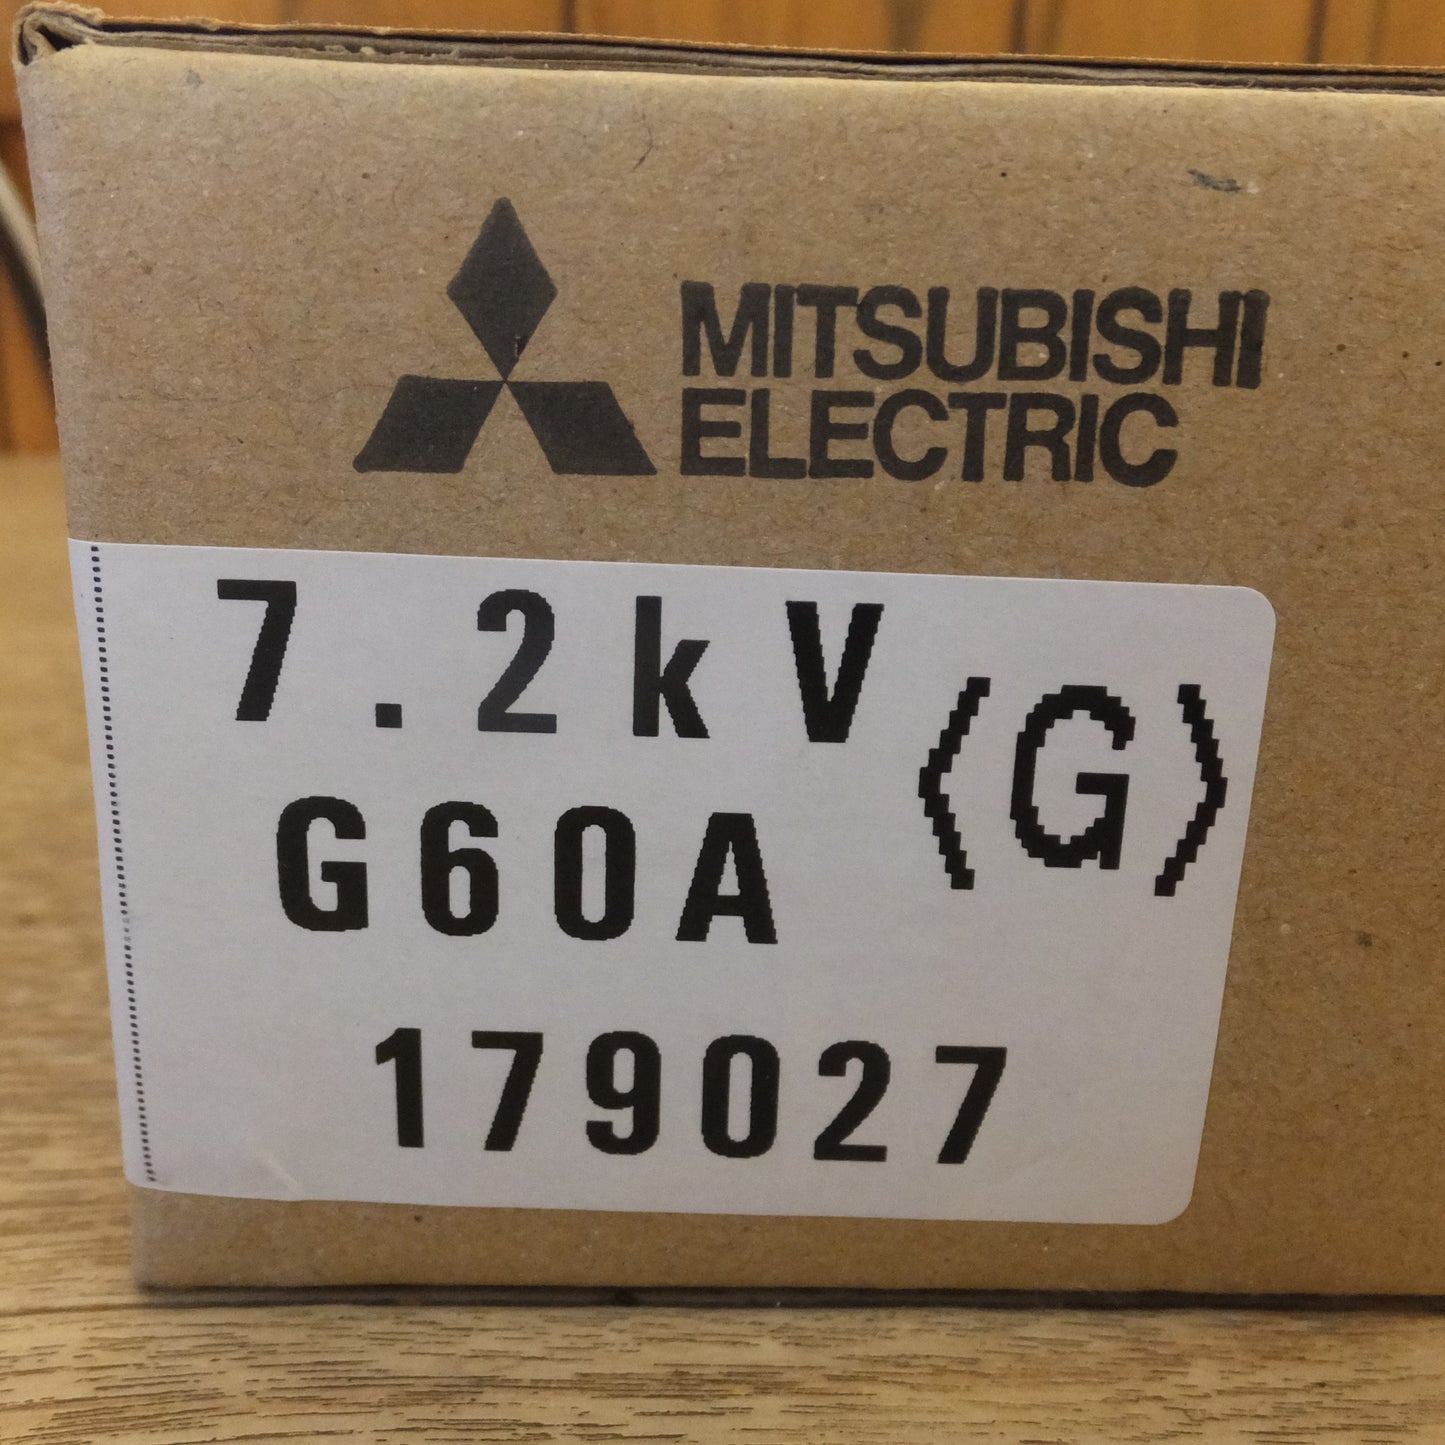 MITSUBISHI
ELECTRIC
7.2kV
〈G〉
G60A
179027